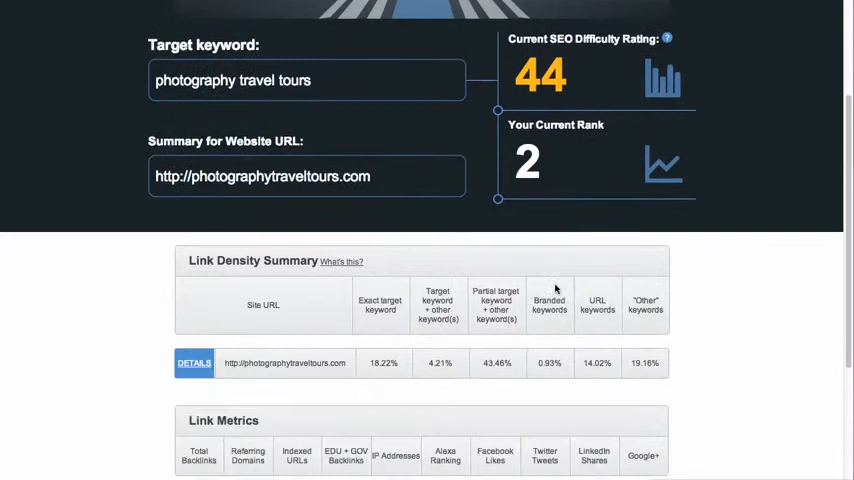 Target keyword:
photography travel tours
Current SEO Difficulty Rating: ?
44
Summary for Website URL:
http://photographytraveltours.com
Your Current Rank
2
Link Density Summary What's this?
Site URL
Exact target
keyword
Target
keyword
+ other
keyword(s)
Partial target
keyword
+ other
keyword(s)
Branded
keywords
URL
keywords
"Other"
keywords
DETAILS http://photographytraveltours.com 18.22% 4.21% 43.46% 0.93% 14.02% 19.16%
Link Metrics
Total
Backlinks
Referring
Domains
Indexed
URLs
EDU + GOV
Backlinks
IP Addresses
Alexa
Ranking
Facebook
Likes
Twitter
Tweets
LinkedIn
Shares
Google+